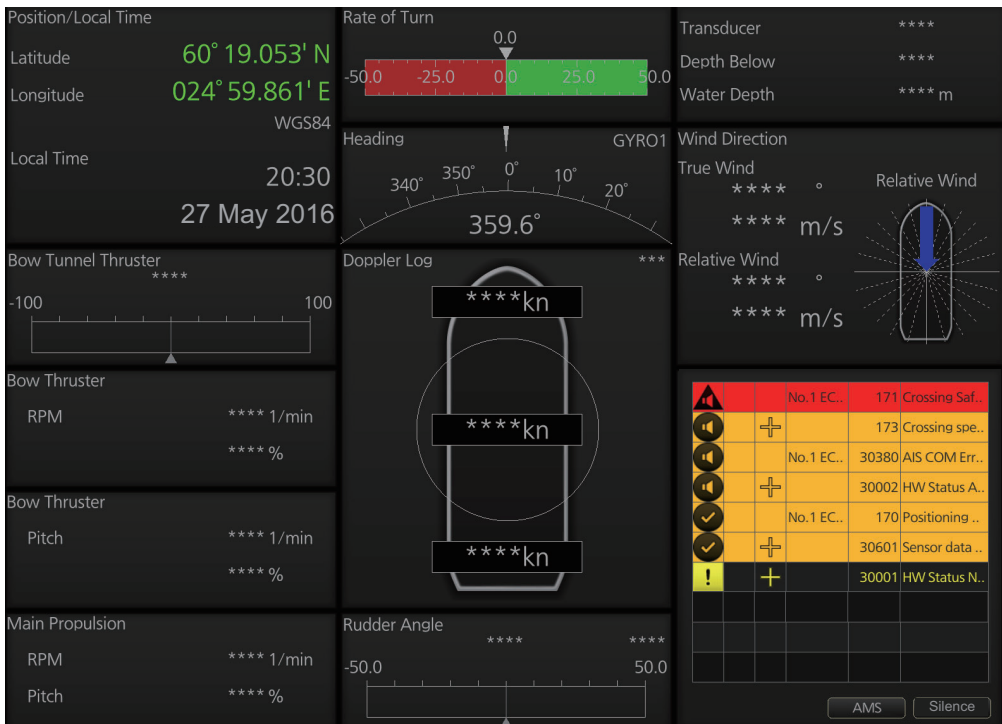 Position/Local Time
Latitude 60° 19.053' N
Longitude 024° 59.861' E
WGS84
Local Time
20:30
27 May 2016
Rate of Turn
0.0
-50.0 -25.0 0.0 25.0 50.0
Transducer ****
Depth Below ****
Water Depth **** m
Heading GYRO1
340° 350° 0° 10° 20°
359.6°
Wind Direction
True Wind
**** °
**** m/s
Relative Wind
Relative Wind
**** °
**** m/s
Bow Tunnel Thruster
****
-100 100
Bow Thruster
RPM **** 1/min
**** %
Bow Thruster
Pitch **** 1/min
**** %
Main Propulsion
RPM **** 1/min
Pitch **** %
Doppler Log ***
****kn
****kn
****kn
Rudder Angle
**** ****
-50.0 50.0
No.1 EC.. 171 Crossing Saf..
173 Crossing spe..
No.1 EC.. 30380 AIS COM Err..
30002 HW Status A..
No.1 EC.. 170 Positioning ..
30601 Sensor data ..
! 30001 HW Status N..
AMS Silence